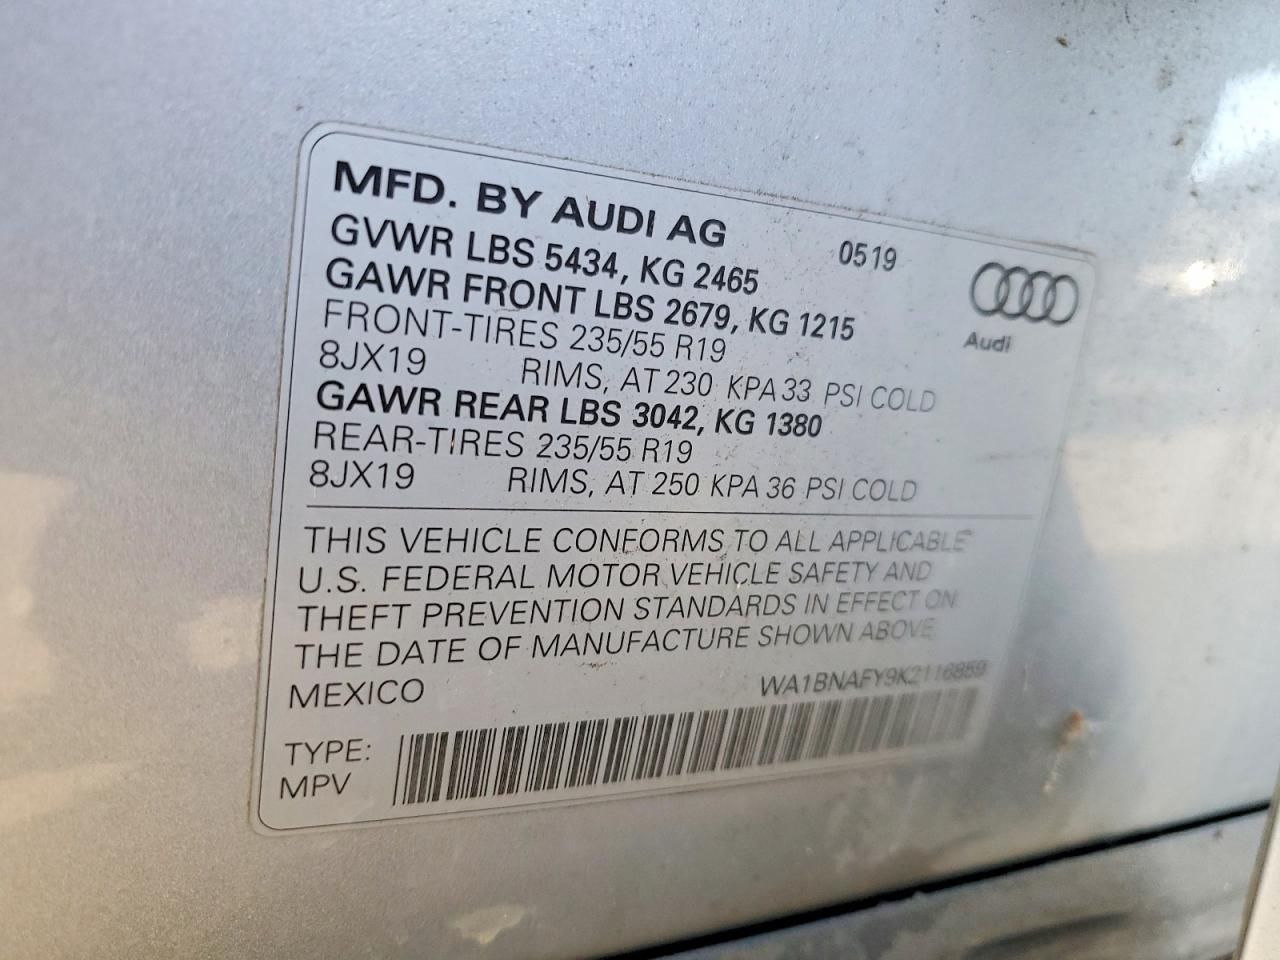 MFD. BY AUDI AG 0519
GVWR LBS 5434, KG 2465
GAWR FRONT LBS 2679, KG 1215
Audi
FRONT-TIRES 235/55 R19
8JX19 RIMS, AT 230 KPA 33 PSI COLD
GAWR REAR LBS 3042, KG 1380
REAR-TIRES 235/55 R19
8JX19 RIMS, AT 250 KPA 36 PSI COLD
THIS VEHICLE CONFORMS TO ALL APPLICABLE
U.S. FEDERAL MOTOR VEHICLE SAFETY AND
THEFT PREVENTION STANDARDS IN EFFECT ON
THE DATE OF MANUFACTURE SHOWN ABOVE
MEXICO WA1BNAFY9K2116859
TYPE:
MPV